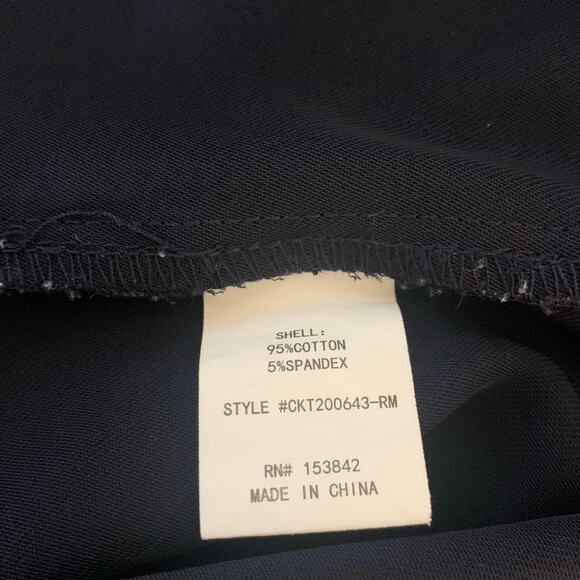 SHELL:
95%COTTON
5%SPANDEX
STYLE #CKT200643-RM
RN# 153842
MADE IN CHINA